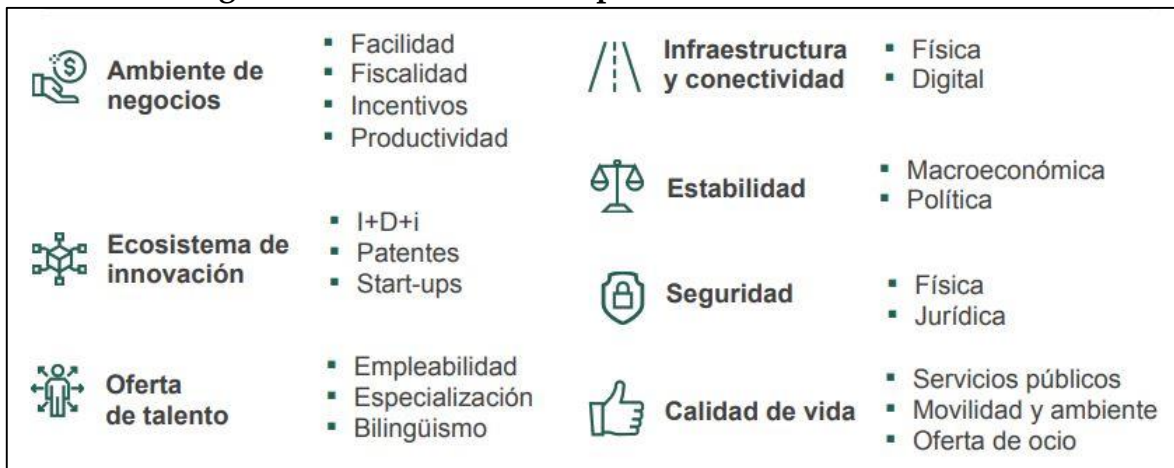 Ambiente de
negocios
▪ Facilidad
▪ Fiscalidad
▪ Incentivos
▪ Productividad
Ecosistema de
innovación
▪ I+D+i
▪ Patentes
▪ Start-ups
Oferta
de talento
▪ Empleabilidad
▪ Especialización
▪ Bilingüismo
Infraestructura
y conectividad
▪ Física
▪ Digital
Estabilidad
▪ Macroeconómica
▪ Política
Seguridad
▪ Física
▪ Jurídica
Calidad de vida
▪ Servicios públicos
▪ Movilidad y ambiente
▪ Oferta de ocio